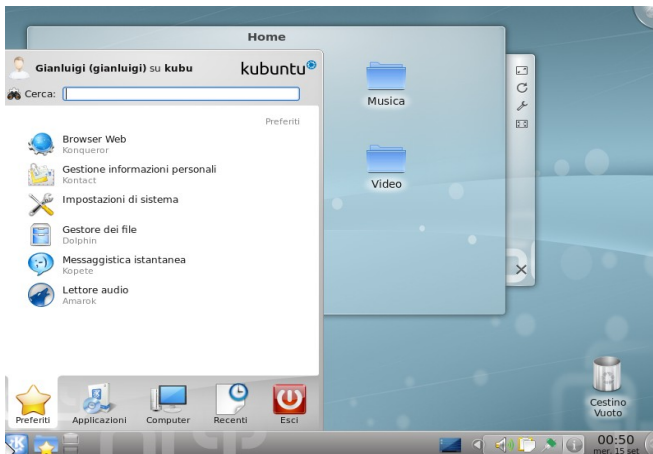 Home
Gianluigi (gianluigi) su kubu
kubuntu
Cerca:
Preferiti
Browser Web
Konqueror
Gestione informazioni personali
Kontact
Impostazioni di sistema
Gestore dei file
Dolphin
Messaggistica istantanea
Kopete
Lettore audio
Amarok
Preferiti
Applicazioni
Computer
Recenti
Esci
Musica
Video
Cestino
Vuoto
00:50
mer. 15 set